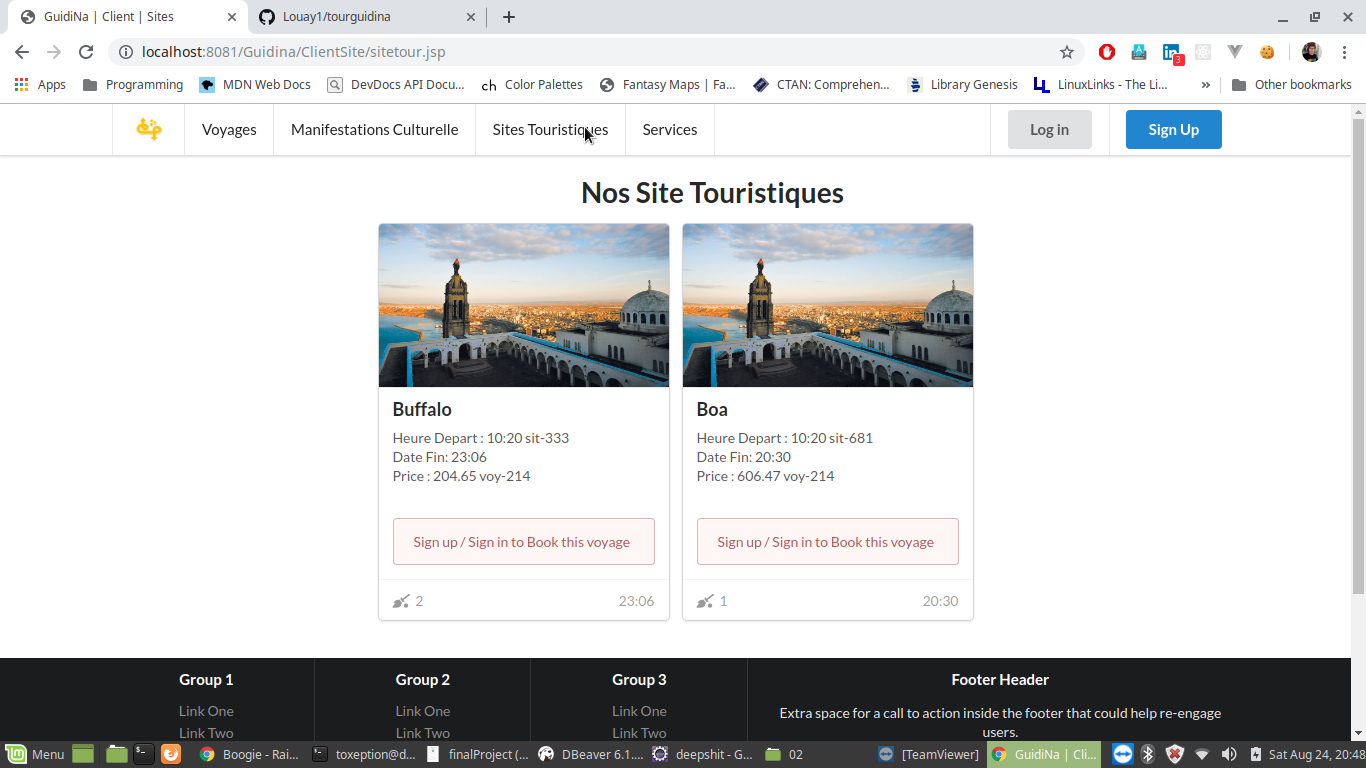 GuidiNa | Client | Sites
Louay1/tourguidina
localhost:8081/Guidina/ClientSite/sitetour.jsp
3
Apps
Programming
MDN Web Docs
DevDocs API Docu...
ch Color Palettes
Fantasy Maps | Fa...
CTAN: Comprehen...
Library Genesis
LinuxLinks - The Li...
»
Other bookmarks
Voyages
Manifestations Culturelle
Sites Touristiques
Services
Log in
Sign Up
Nos Site Touristiques
Buffalo
Heure Depart : 10:20 sit-333
Date Fin: 23:06
Price : 204.65 voy-214
Sign up / Sign in to Book this voyage
2
23:06
Boa
Heure Depart : 10:20 sit-681
Date Fin: 20:30
Price : 606.47 voy-214
Sign up / Sign in to Book this voyage
1
20:30
Group 1
Link One
Link Two
Group 2
Link One
Link Two
Group 3
Link One
Link Two
Footer Header
Extra space for a call to action inside the footer that could help re-engage
users.
Menu
Boogie - Rai...
toxeption@d...
finalProject (...
DBeaver 6.1....
deepshit - G...
02
[TeamViewer]
GuidiNa | Cli...
Sat Aug 24, 20:48